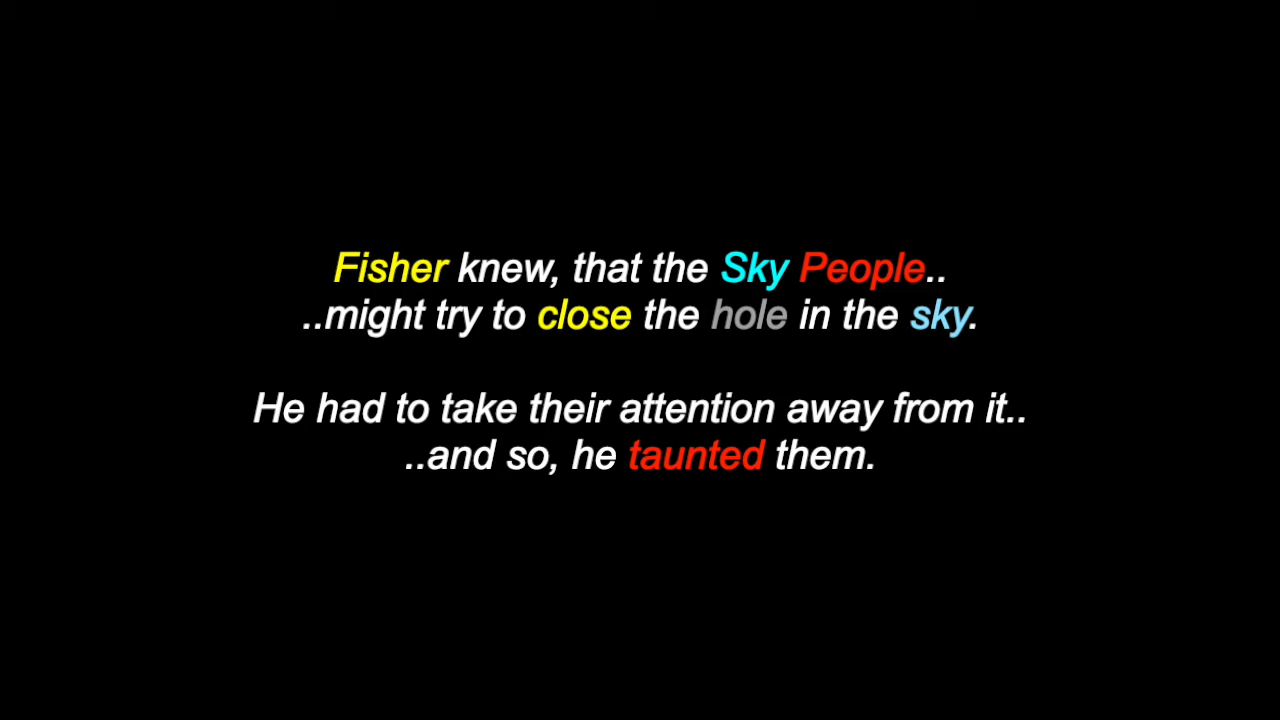 Fisher knew, that the Sky People..
..might try to close the hole in the sky.
He had to take their attention away from it..
..and so, he taunted them.